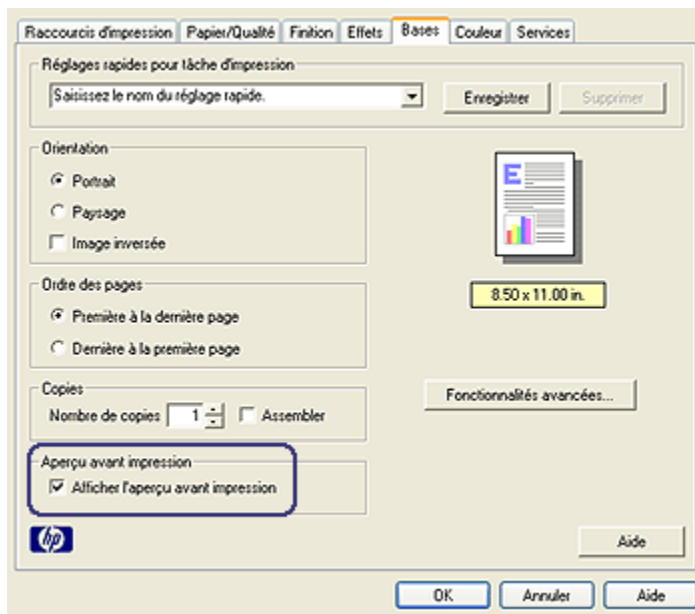 Raccourcis d'impression Papier/Qualité Finition Effets Bases Couleur Services
Réglages rapides pour tâche d'impression
Saisissez le nom du réglage rapide. Enregistrer Supprimer
Orientation
Portrait
Paysage
Image inversée
E
8.50 x 11.00 in.
Ordre des pages
Première à la dernière page
Dernière à la première page
Copies
Nombre de copies 1 Assembler
Fonctionnalités avancées...
Aperçu avant impression
Afficher l'aperçu avant impression
hp
Aide
OK Annuler Aide